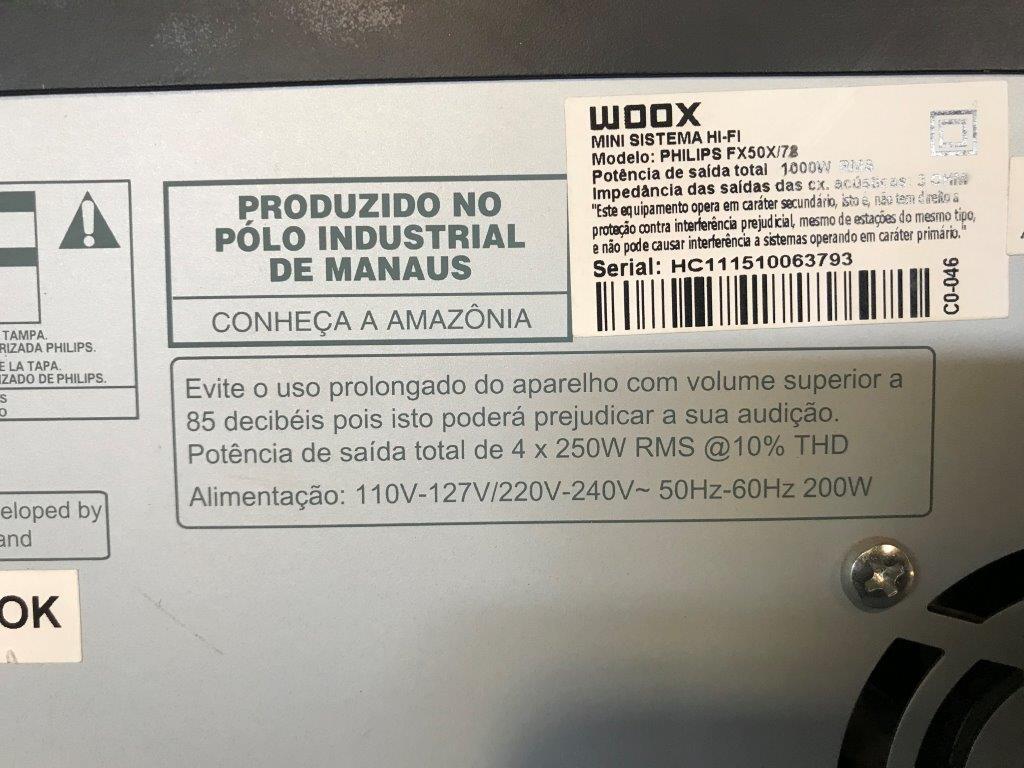 WOOX
MINI SISTEMA HI-FI
Modelo: PHILIPS FX50X/78
Potência de saída total 1000W RMS
Impedância das saídas das cx. acústicas: 3 OHM
"Este equipamento opera em caráter secundário, isto é, não tem direito a
proteção contra interferência prejudicial, mesmo de estações do mesmo tipo,
e não pode causar interferência a sistemas operando em caráter primário."
Serial: HC111510063793
C0-046
PRODUZIDO NO
PÓLO INDUSTRIAL
DE MANAUS
CONHEÇA A AMAZÔNIA
TAMPA.
RIZADA PHILIPS.
E LA TAPA.
IZADO DE PHILIPS.
S
O
Evite o uso prolongado do aparelho com volume superior a
85 decibéis pois isto poderá prejudicar a sua audição.
Potência de saída total de 4 x 250W RMS @10% THD
Alimentação: 110V-127V/220V-240V~ 50Hz-60Hz 200W
eloped by
and
OK